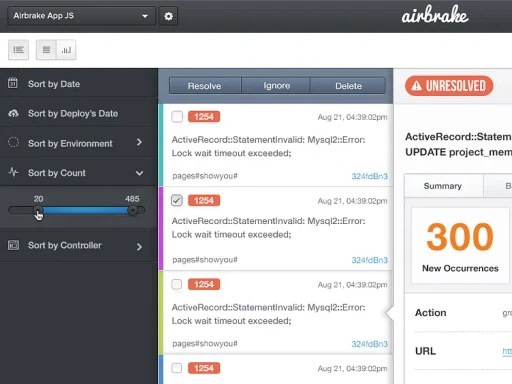 Airbrake App JS
airbrake
Sort by Date
Sort by Deploy's Date
Sort by Environment
Sort by Count
20
485
Sort by Controller
Resolve
Ignore
Delete
1254
Aug 21, 04:39:02pm
ActiveRecord::StatementInvalid: Mysql2::Error:
Lock wait timeout exceeded;
pages#showyou#
324fdBn3
1254
Aug 21, 04:39:02pm
ActiveRecord::StatementInvalid: Mysql2::Error:
Lock wait timeout exceeded;
pages#showyou#
324fdBn3
1254
Aug 21, 04:39:02pm
ActiveRecord::StatementInvalid: Mysql2::Error:
Lock wait timeout exceeded;
pages#showyou#
324fdBn3
1254
Aug 21, 04:39:02pm
UNRESOLVED
ActiveRecord::Statem
UPDATE project_mem
Summary
B
300
New Occurrences
Action
gro
URL
htt